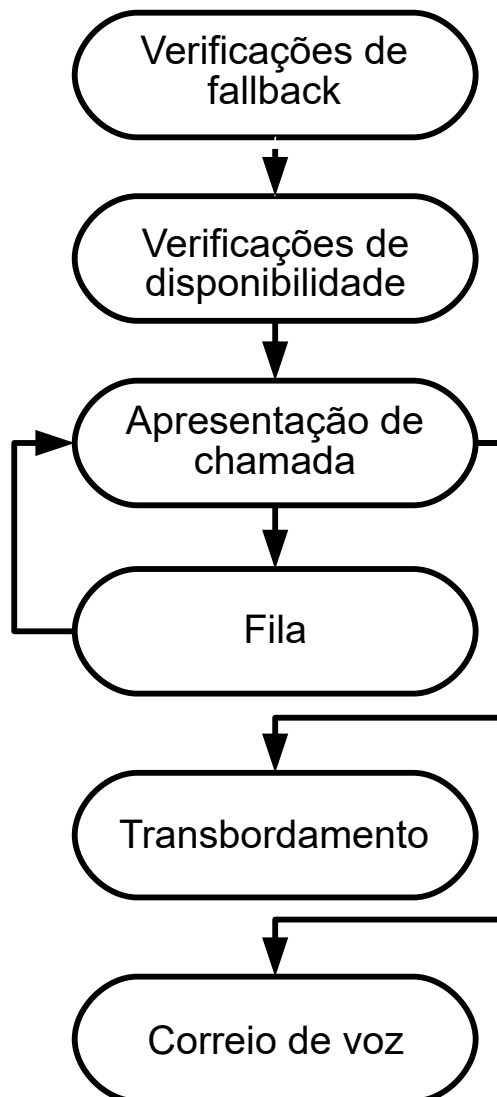 Verificações de
fallback
Verificações de
disponibilidade
Apresentação de
chamada
Fila
Transbordamento
Correio de voz